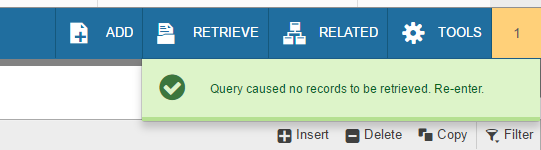 ADD RETRIEVE RELATED TOOLS 1
Query caused no records to be retrieved. Re-enter.
Insert Delete Copy Filter